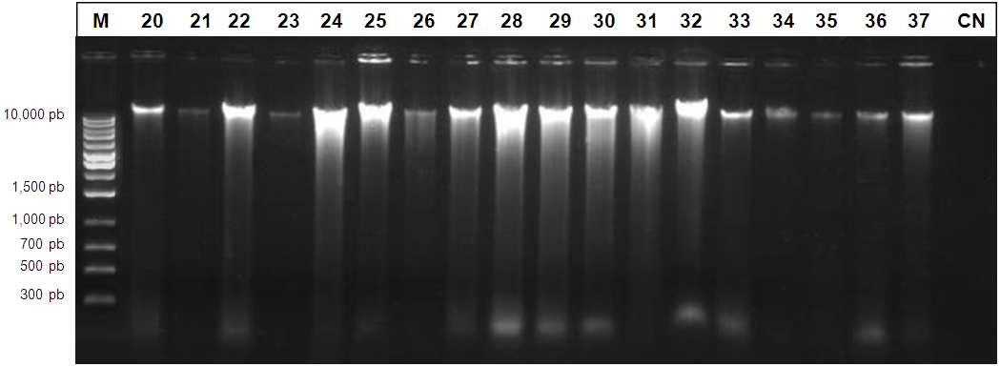 M 20 21 22 23 24 25 26 27 28 29 30 31 32 33 34 35 36 37 CN
10,000 pb
1,500 pb
1,000 pb
700 pb
500 pb
300 pb